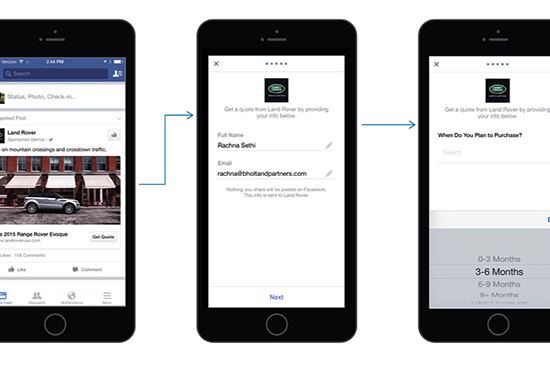 Verizon
2:44 PM
Search
Status, Photo, Check-in...
Post
Land Rover
Sponsored (demo)
on mountain crossings and crosstown traffic.
2015 Range Rover Evoque
Get Quote
Likes 159 Comments
Like
Comment
Requests
Notifications
More
LAND ROVER
Get a quote from Land Rover by providing
your info below.
Full Name
Rachna Sethi
Email
rachna@bholtandpartners.com
Nothing you share will be posted on Facebook.
This info is sent to Land Rover.
Next
Get a quote from Land Rover by providing
your info below.
When Do You Plan to Purchase?
Select
0-3 Months
3-6 Months
6-9 Months
9+ Months